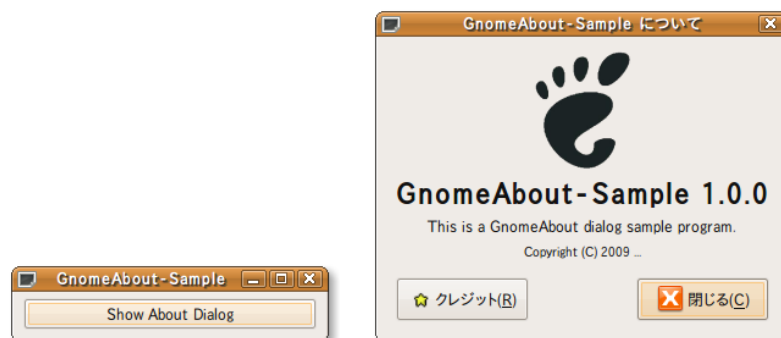 GnomeAbout-Sample
Show About Dialog
GnomeAbout-Sample について
GnomeAbout-Sample 1.0.0
This is a GnomeAbout dialog sample program.
Copyright (C) 2009 ...
クレジット(R)
閉じる(C)